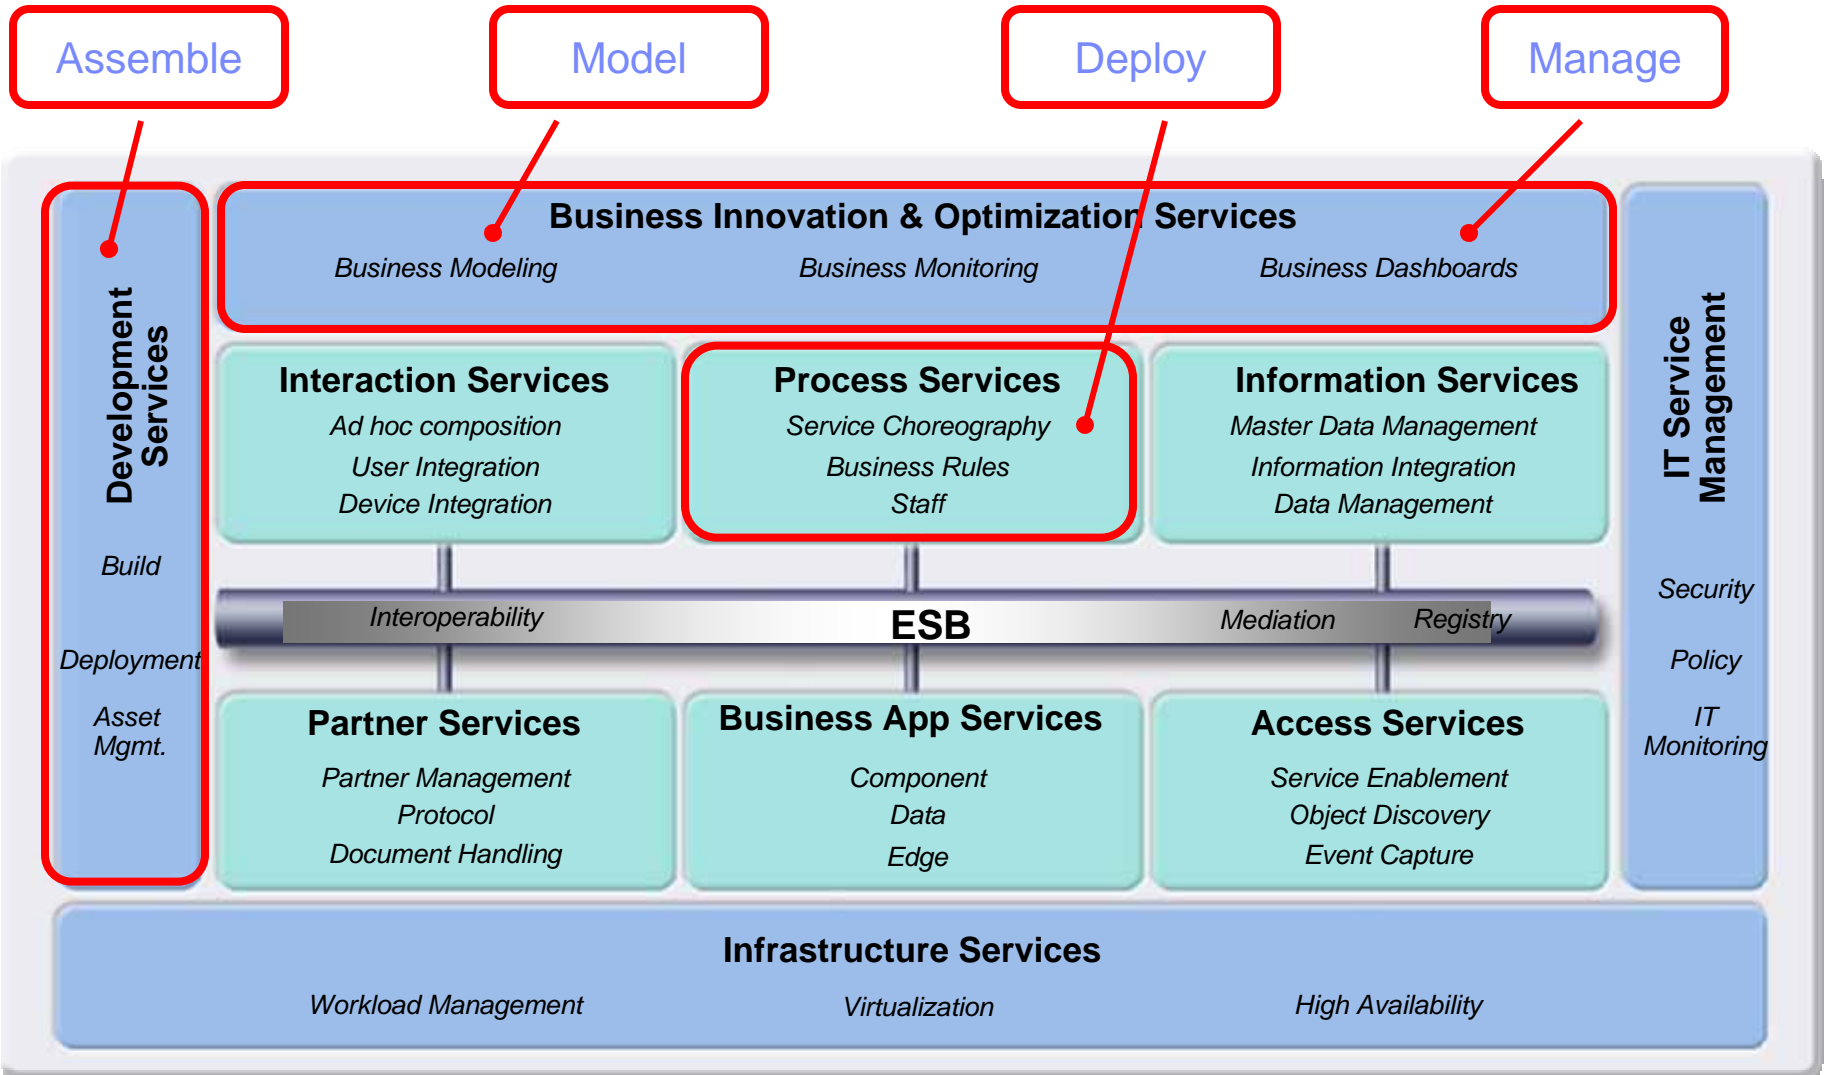 Assemble
Model
Deploy
Manage
Business Innovation & Optimization Services
Business Modeling
Business Monitoring
Business Dashboards
Development
Services
Build
Deployment
Asset
Mgmt.
Interaction Services
Ad hoc composition
User Integration
Device Integration
Process Services
Service Choreography
Business Rules
Staff
Information Services
Master Data Management
Information Integration
Data Management
IT Service
Management
Security
Policy
IT
Monitoring
Interoperability
ESB
Mediation
Registry
Partner Services
Partner Management
Protocol
Document Handling
Business App Services
Component
Data
Edge
Access Services
Service Enablement
Object Discovery
Event Capture
Infrastructure Services
Workload Management
Virtualization
High Availability